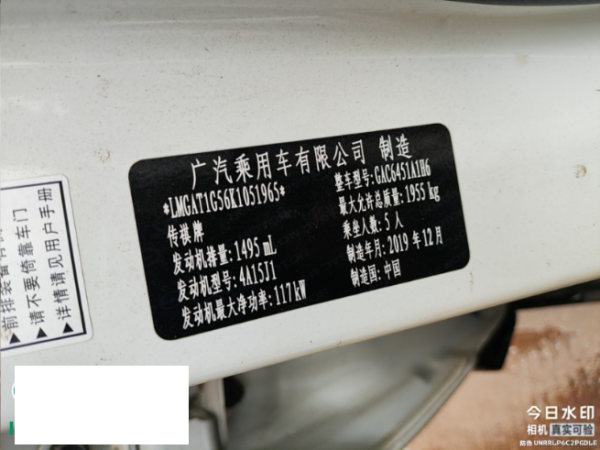 广汽乘用车有限公司 制造
*LMGAT1G56K1051965*
整车型号: GAC6451A1H6
传祺牌
最大允许总质量: 1955 kg
发动机排量: 1495 mL
乘坐人数: 5 人
发动机型号: 4A15J1
制造年月: 2019 年 12月
发动机最大净功率: 117 kW
制造国: 中国
请不要倚靠车门
详情请见用户手册
今日水印
相机 真实可验
防伪 UNRRLP6C2PGDLE